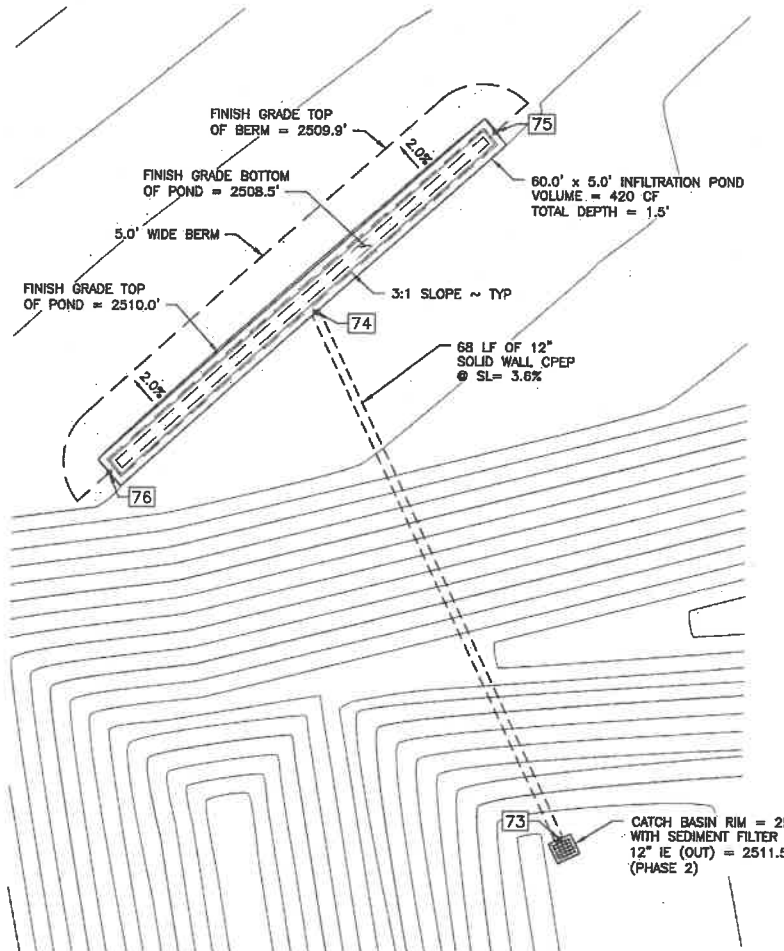 FINISH GRADE TOP
OF BERM = 2509.9'
2.0%
75
FINISH GRADE BOTTOM
OF POND = 2508.5'
60.0' x 5.0' INFILTRATION POND
VOLUME = 420 CF
TOTAL DEPTH = 1.5'
5.0' WIDE BERM
FINISH GRADE TOP
OF POND = 2510.0'
3:1 SLOPE ~ TYP
74
68 LF OF 12"
SOLID WALL CPEP
@ SL= 3.6%
2.0%
76
73
CATCH BASIN RIM =
WITH SEDIMENT FILTER
12" IE (OUT) = 2511.5
(PHASE 2)